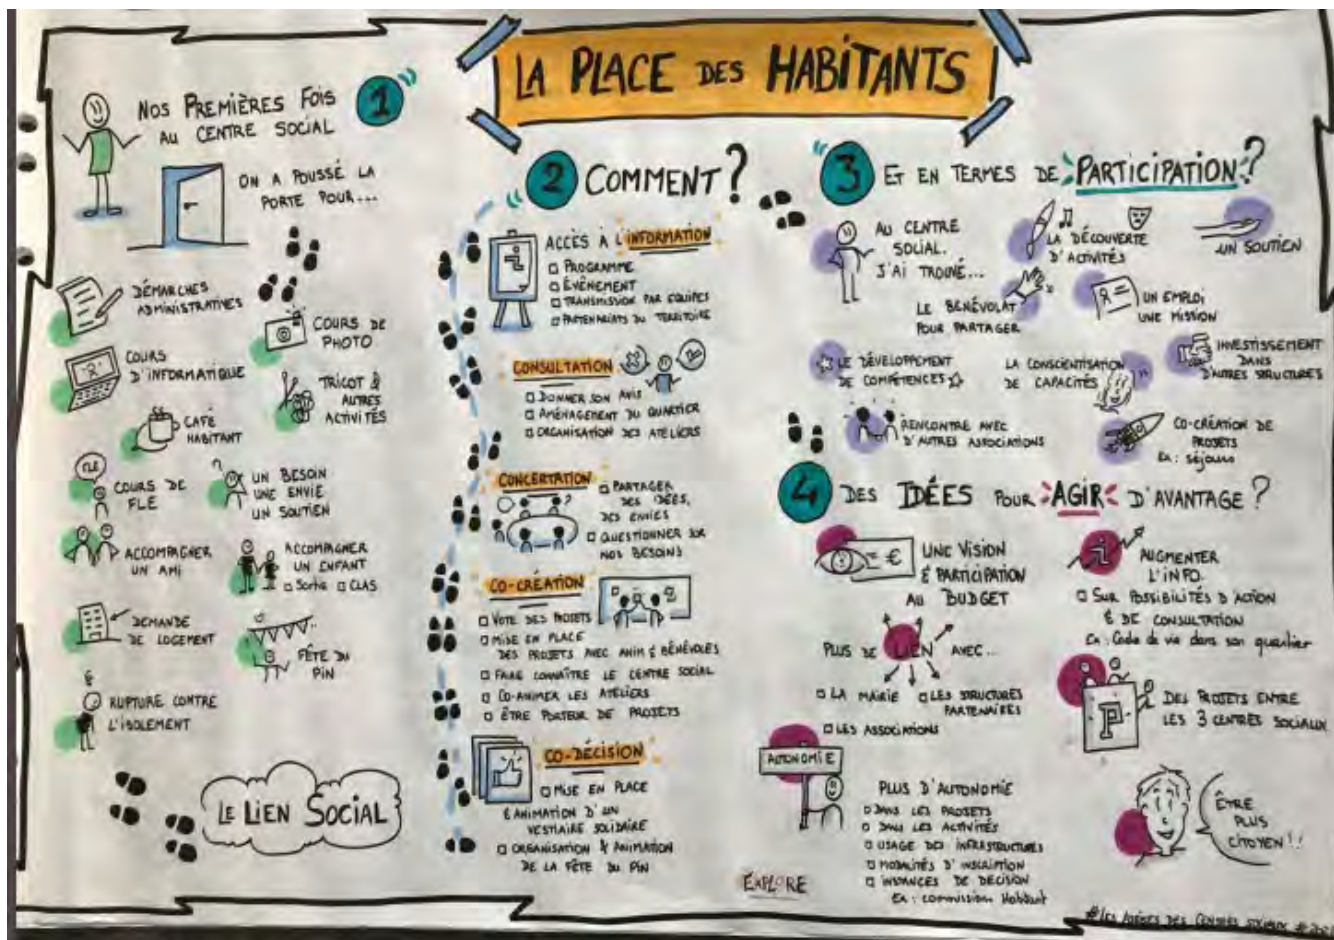 LA PLACE DES HABITANTS
1
NOS PREMIÈRES FOIS
AU CENTRE SOCIAL
ON A POUSSÉ LA
PORTE POUR...
DÉMARCHES
ADMINISTRATIVES
COURS DE
PHOTO
COURS
D'INFORMATIQUE
TRICOT &
AUTRES
ACTIVITÉS
CAFÉ
HABITANT
FLE
COURS DE
FLE
UN BESOIN
UNE ENVIE
UN SOUTIEN
ACCOMPAGNER
UN AMI
ACCOMPAGNER
UN ENFANT
Sortie CLAS
DEMANDE
DE LOGEMENT
FÊTE DU
PIN
RUPTURE CONTRE
L'ISOLEMENT
LE LIEN SOCIAL
2 COMMENT?
ACCÈS À L'INFORMATION
PROGRAMME
ÉVÈNEMENT
TRANSMISSION PAR EQUIPES
PARTENARIATS DU TERRITOIRE
CONSULTATION
DONNER SON AVIS
AMÉNAGEMENT DU QUARTIER
ORGANISATION DES ATELIERS
CONCERTATION
PARTAGER
DES IDÉES,
DES ENVIES
QUESTIONNER SUR
NOS BESOINS
CO-CRÉATION
VOTE DES PROJETS
MISE EN PLACE
DES PROJETS AVEC ANIM & BÉNÉVOLES
FAIRE CONNAÎTRE LE CENTRE SOCIAL
CO-ANIMER LES ATELIERS
ÊTRE PORTEUR DE PROJETS
CO-DÉCISION
MISE EN PLACE
& ANIMATION D'UN
VESTIAIRE SOLIDAIRE
ORGANISATION & ANIMATION
DE LA FÊTE DU PIN
3 ET EN TERMES DE PARTICIPATION?
AU CENTRE
SOCIAL.
J'AI TROUVÉ...
LA DÉCOUVERTE
D'ACTIVITÉS
UN SOUTIEN
LE BÉNÉVOLAT
POUR PARTAGER
UN EMPLOI
UNE MISSION
LE DÉVELOPPEMENT
DE COMPÉTENCES
LA CONSCIENTISATION
DE CAPACITÉS
INVESTISSEMENT
DANS
D'AUTRES STRUCTURES
RENCONTRE AVEC
D'AUTRES ASSOCIATIONS
CO-CRÉATION DE
PROJETS
Ex : séjours
4 DES IDÉES POUR AGIR D'AVANTAGE?
= €
UNE VISION
& PARTICIPATION
AU BUDGET
AUGMENTER
L'INFO.
SUR POSSIBILITÉS D'ACTION
& DE CONSULTATION
Ex : Code de vie dans son quartier
PLUS DE LIEN AVEC...
LA MAIRIE LES STRUCTURES
PARTENAIRES
LES ASSOCIATIONS
P
DES PROJETS ENTRE
LES 3 CENTRES SOCIAUX
AUTONOMIE
PLUS D'AUTONOMIE
DANS LES PROJETS
DANS LES ACTIVITÉS
USAGE DES INFRASTRUCTURES
MODALITÉS D'INSCRIPTION
INSTANCES DE DÉCISION
Ex : commission Habitant
ÊTRE
PLUS
CITOYEN!!
EXPLORE